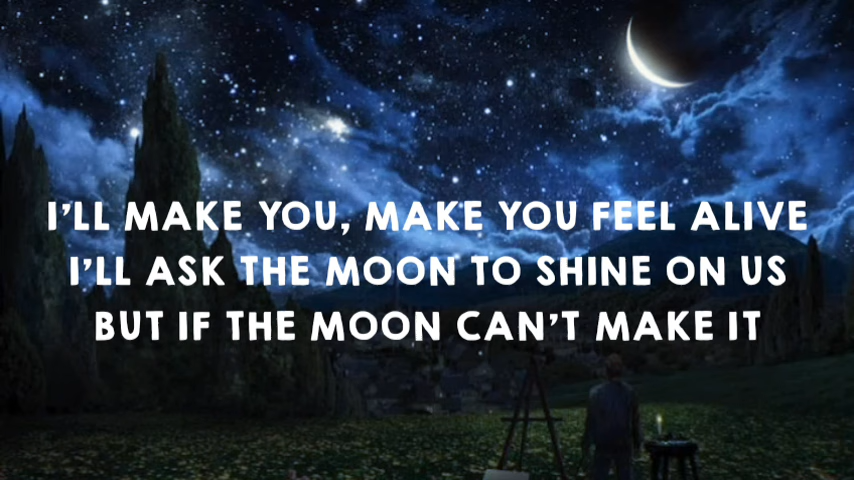 I'LL MAKE YOU, MAKE YOU FEEL ALIVE
I'LL ASK THE MOON TO SHINE ON US
BUT IF THE MOON CAN'T MAKE IT